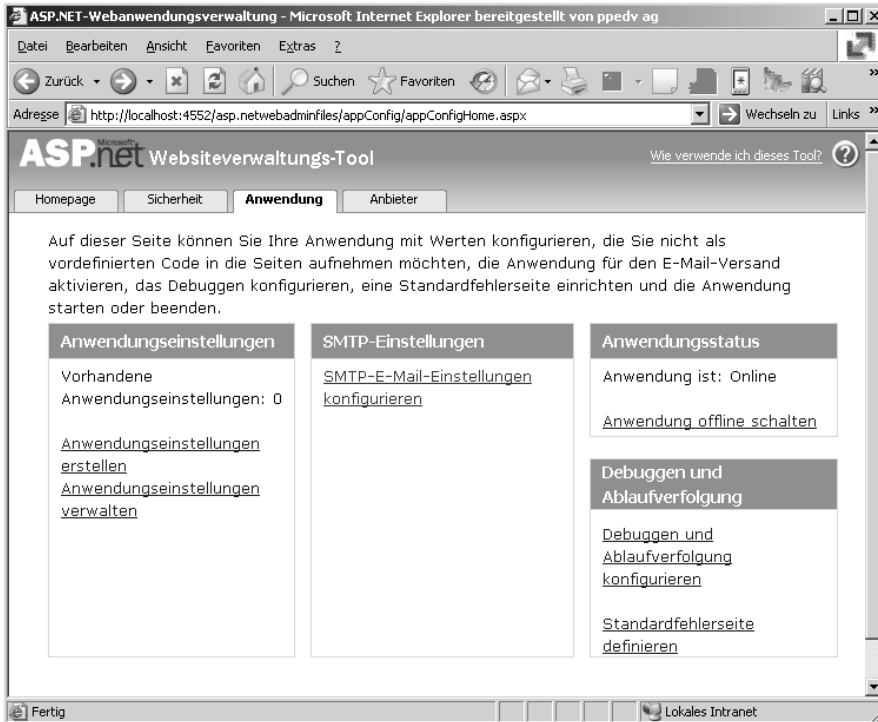 ASP.NET-Webanwendungsverwaltung - Microsoft Internet Explorer bereitgestellt von ppedv ag
Datei Bearbeiten Ansicht Favoriten Extras ?
Zurück Suchen Favoriten »
Adresse http://localhost:4552/asp.netwebadminfiles/appConfig/appConfigHome.aspx Wechseln zu Links »
Microsoft ASP.net Websiteverwaltungs-Tool Wie verwende ich dieses Tool? ?
Homepage Sicherheit Anwendung Anbieter
Auf dieser Seite können Sie Ihre Anwendung mit Werten konfigurieren, die Sie nicht als
vordefinierten Code in die Seiten aufnehmen möchten, die Anwendung für den E-Mail-Versand
aktivieren, das Debuggen konfigurieren, eine Standardfehlerseite einrichten und die Anwendung
starten oder beenden.
Anwendungseinstellungen
Vorhandene
Anwendungseinstellungen: 0
Anwendungseinstellungen
erstellen
Anwendungseinstellungen
verwalten
SMTP-Einstellungen
SMTP-E-Mail-Einstellungen
konfigurieren
Anwendungsstatus
Anwendung ist: Online
Anwendung offline schalten
Debuggen und
Ablaufverfolgung
Debuggen und
Ablaufverfolgung
konfigurieren
Standardfehlerseite
definieren
Fertig Lokales Intranet